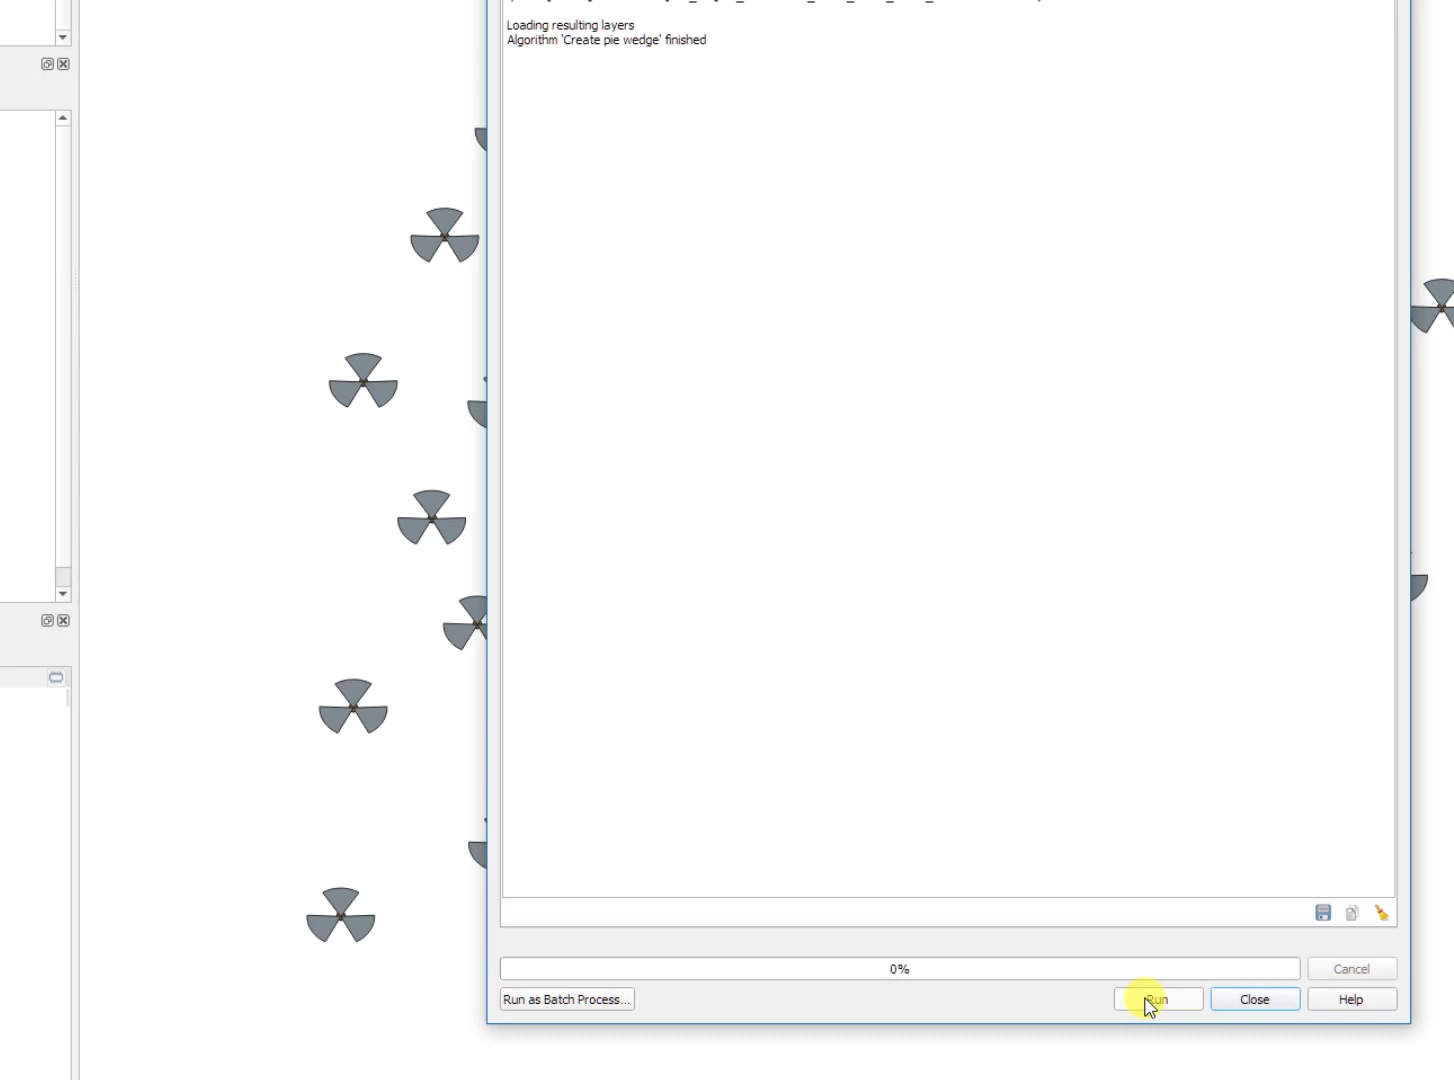 Loading resulting layers
Algorithm 'Create pie wedge' finished
0%
Cancel
Run as Batch Process...
Run
Close
Help